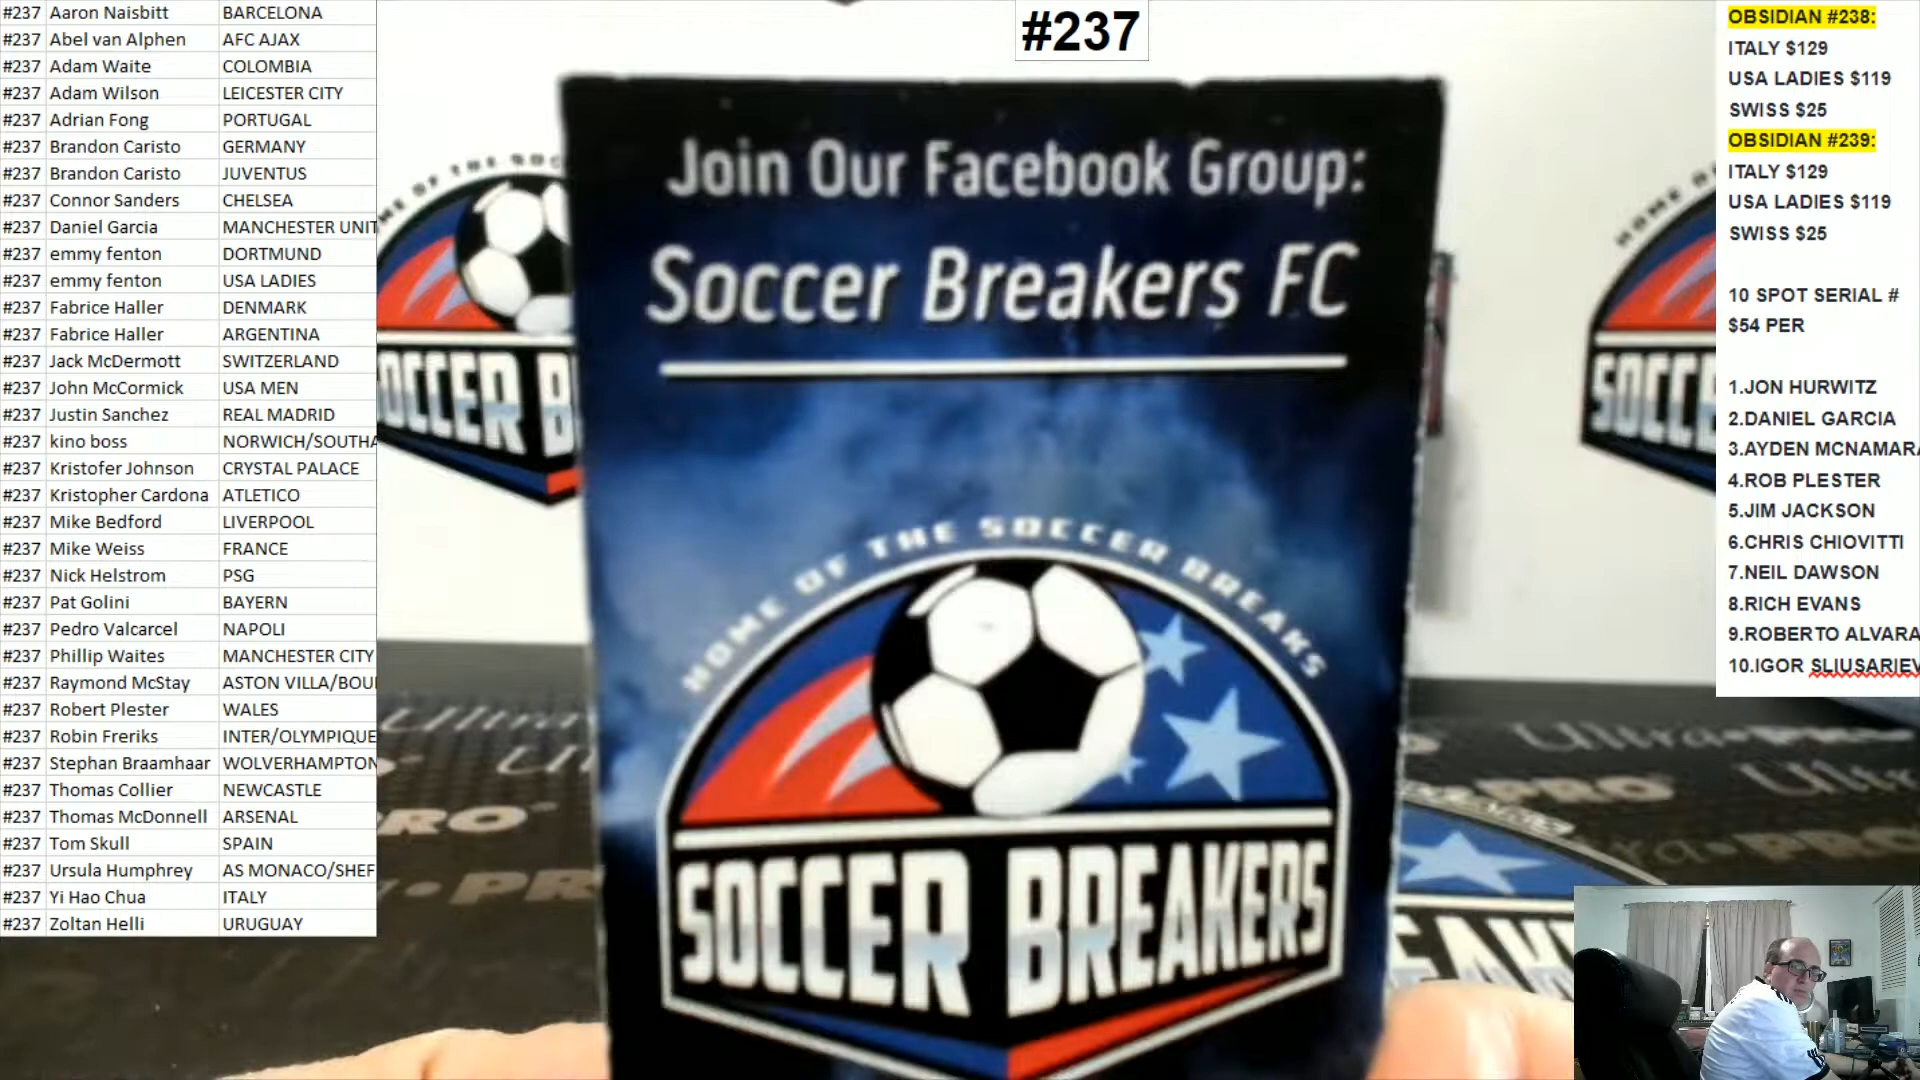 #237 Aaron Naisbitt BARCELONA
#237 Abel van Alphen AFC AJAX
#237 Adam Waite COLOMBIA
#237 Adam Wilson LEICESTER CITY
#237 Adrian Fong PORTUGAL
#237 Brandon Caristo GERMANY
#237 Brandon Caristo JUVENTUS
#237 Connor Sanders CHELSEA
#237 Daniel Garcia MANCHESTER UNIT
#237 emmy fenton DORTMUND
#237 emmy fenton USA LADIES
#237 Fabrice Haller DENMARK
#237 Fabrice Haller ARGENTINA
#237 Jack McDermott SWITZERLAND
#237 John McCormick USA MEN
#237 Justin Sanchez REAL MADRID
#237 kino boss NORWICH/SOUTHA
#237 Kristofer Johnson CRYSTAL PALACE
#237 Kristopher Cardona ATLETICO
#237 Mike Bedford LIVERPOOL
#237 Mike Weiss FRANCE
#237 Nick Helstrom PSG
#237 Pat Golini BAYERN
#237 Pedro Valcarcel NAPOLI
#237 Phillip Waites MANCHESTER CITY
#237 Raymond McStay ASTON VILLA/BOU
#237 Robert Plester WALES
#237 Robin Freriks INTER/OLYMPIQUE
#237 Stephan Braamhaar WOLVERHAMPTON
#237 Thomas Collier NEWCASTLE
#237 Thomas McDonnell ARSENAL
#237 Tom Skull SPAIN
#237 Ursula Humphrey AS MONACO/SHEF
#237 Yi Hao Chua ITALY
#237 Zoltan Helli URUGUAY
#237
Join Our Facebook Group:
Soccer Breakers FC
HOME OF THE SOCCER BREAKS
SOCCER BREAKERS
OBSIDIAN #238:
ITALY $129
USA LADIES $119
SWISS $25
OBSIDIAN #239:
ITALY $129
USA LADIES $119
SWISS $25
10 SPOT SERIAL #
$54 PER
1.JON HURWITZ
2.DANIEL GARCIA
3.AYDEN MCNAMARA
4.ROB PLESTER
5.JIM JACKSON
6.CHRIS CHIOVITTI
7.NEIL DAWSON
8.RICH EVANS
9.ROBERTO ALVARA
10.IGOR SLIUSARIEV
HOME OF THE SOC
SOCCER B
Ultra•PRO